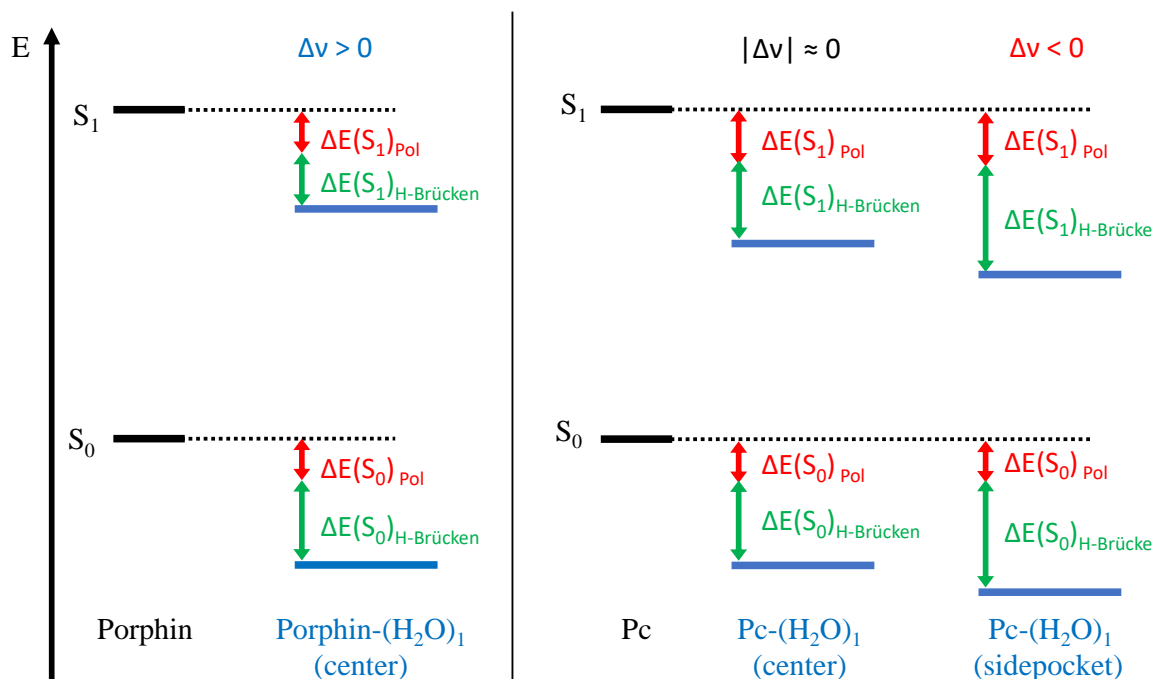 E
Δν > 0
|Δν| ≈ 0
Δν < 0
S₁
ΔE(S₁)Pol
ΔE(S₁)H-Brücken
S₁
ΔE(S₁) Pol
ΔE(S₁)H-Brücken
ΔE(S₁) Pol
ΔE(S₁)H-Brücke
S₀
ΔE(S₀) Pol
ΔE(S₀)H-Brücken
S₀
ΔE(S₀) Pol
ΔE(S₀)H-Brücken
ΔE(S₀) Pol
ΔE(S₀)H-Brücke
Porphin
Porphin-(H₂O)₁
(center)
Pc
Pc-(H₂O)₁
(center)
Pc-(H₂O)₁
(sidepocket)